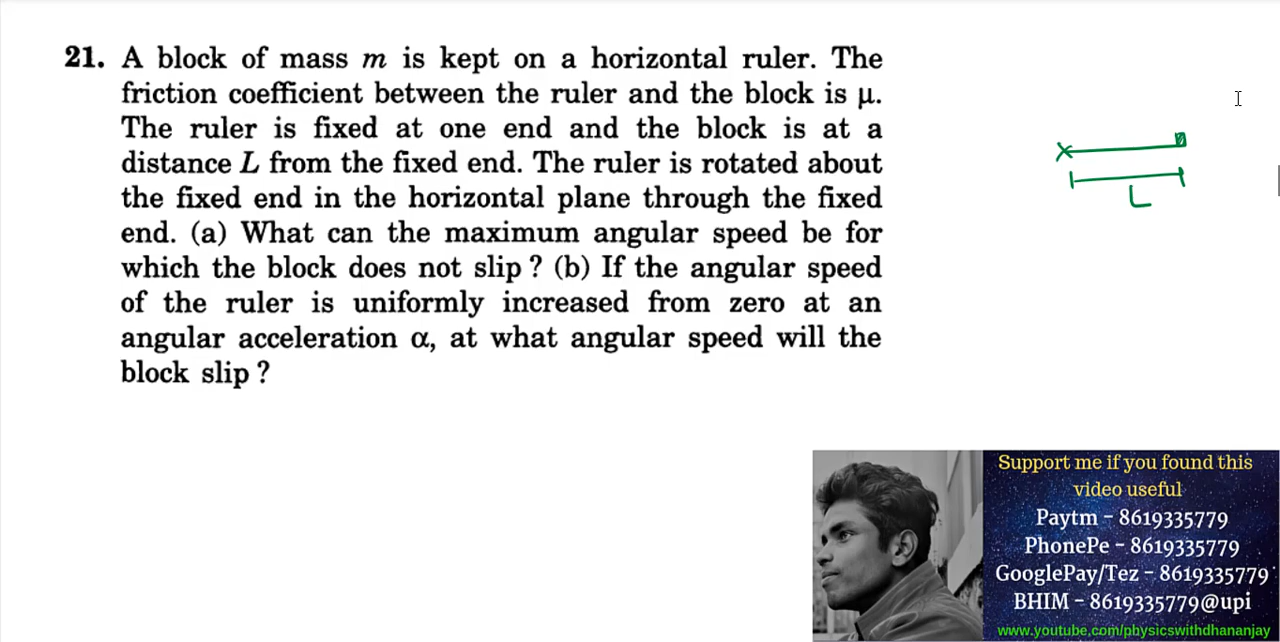 21. A block of mass m is kept on a horizontal ruler. The
friction coefficient between the ruler and the block is μ.
The ruler is fixed at one end and the block is at a
distance L from the fixed end. The ruler is rotated about
the fixed end in the horizontal plane through the fixed
end. (a) What can the maximum angular speed be for
which the block does not slip ? (b) If the angular speed
of the ruler is uniformly increased from zero at an
angular acceleration α, at what angular speed will the
block slip ?
L
Support me if you found this
video useful
Paytm - 8619335779
PhonePe - 8619335779
GooglePay/Tez - 8619335779
BHIM - 8619335779@upi
www.youtube.com/physicswithdhananjay